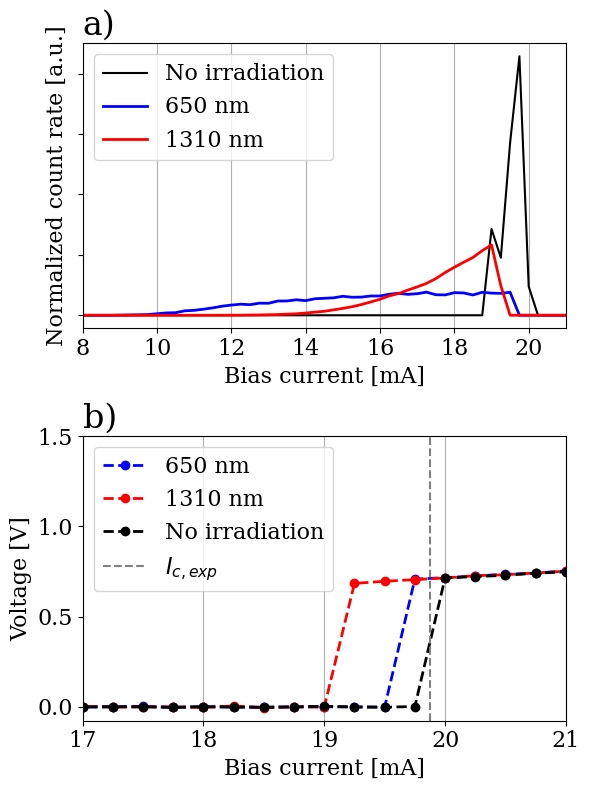 a)
Normalized count rate [a.u.]
No irradiation
650 nm
1310 nm
8 10 12 14 16 18 20
Bias current [mA]
b)
Voltage [V]
1.5
1.0
0.5
0.0
650 nm
1310 nm
No irradiation
I_{c, exp}
17 18 19 20 21
Bias current [mA]